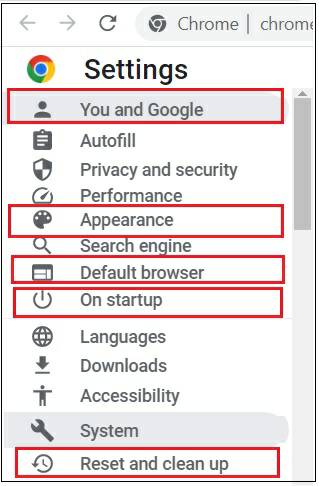 Chrome | chrome
Settings
You and Google
Autofill
Privacy and security
Performance
Appearance
Search engine
Default browser
On startup
Languages
Downloads
Accessibility
System
Reset and clean up